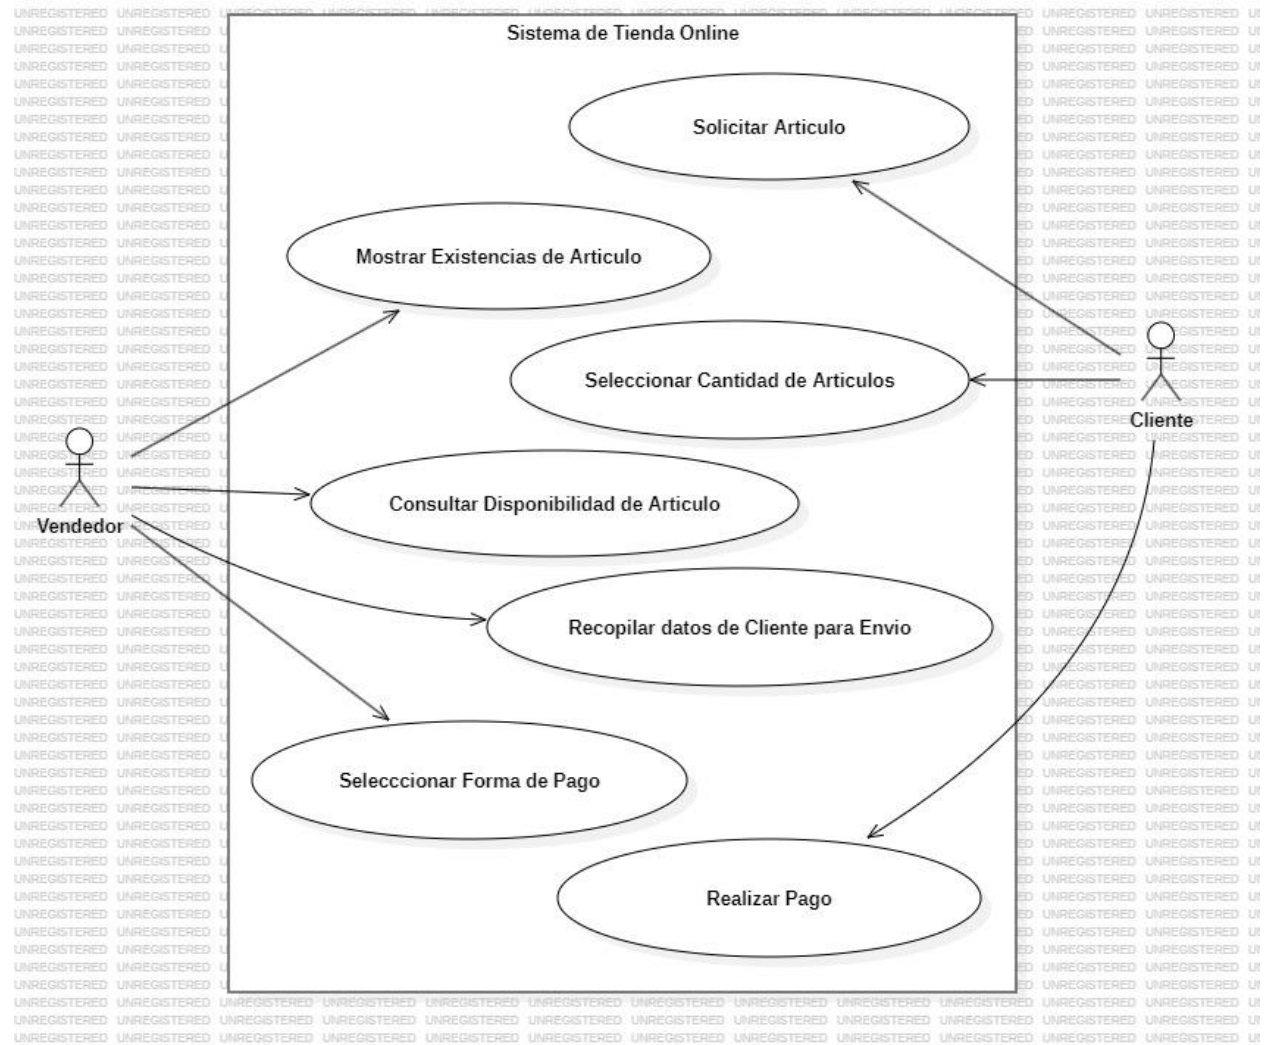 Sistema de Tienda Online
Solicitar Articulo
Mostrar Existencias de Articulo
Seleccionar Cantidad de Articulos
Cliente
Consultar Disponibilidad de Articulo
Vendedor
Recopilar datos de Cliente para Envio
Selecccionar Forma de Pago
Realizar Pago
UNREGISTERED